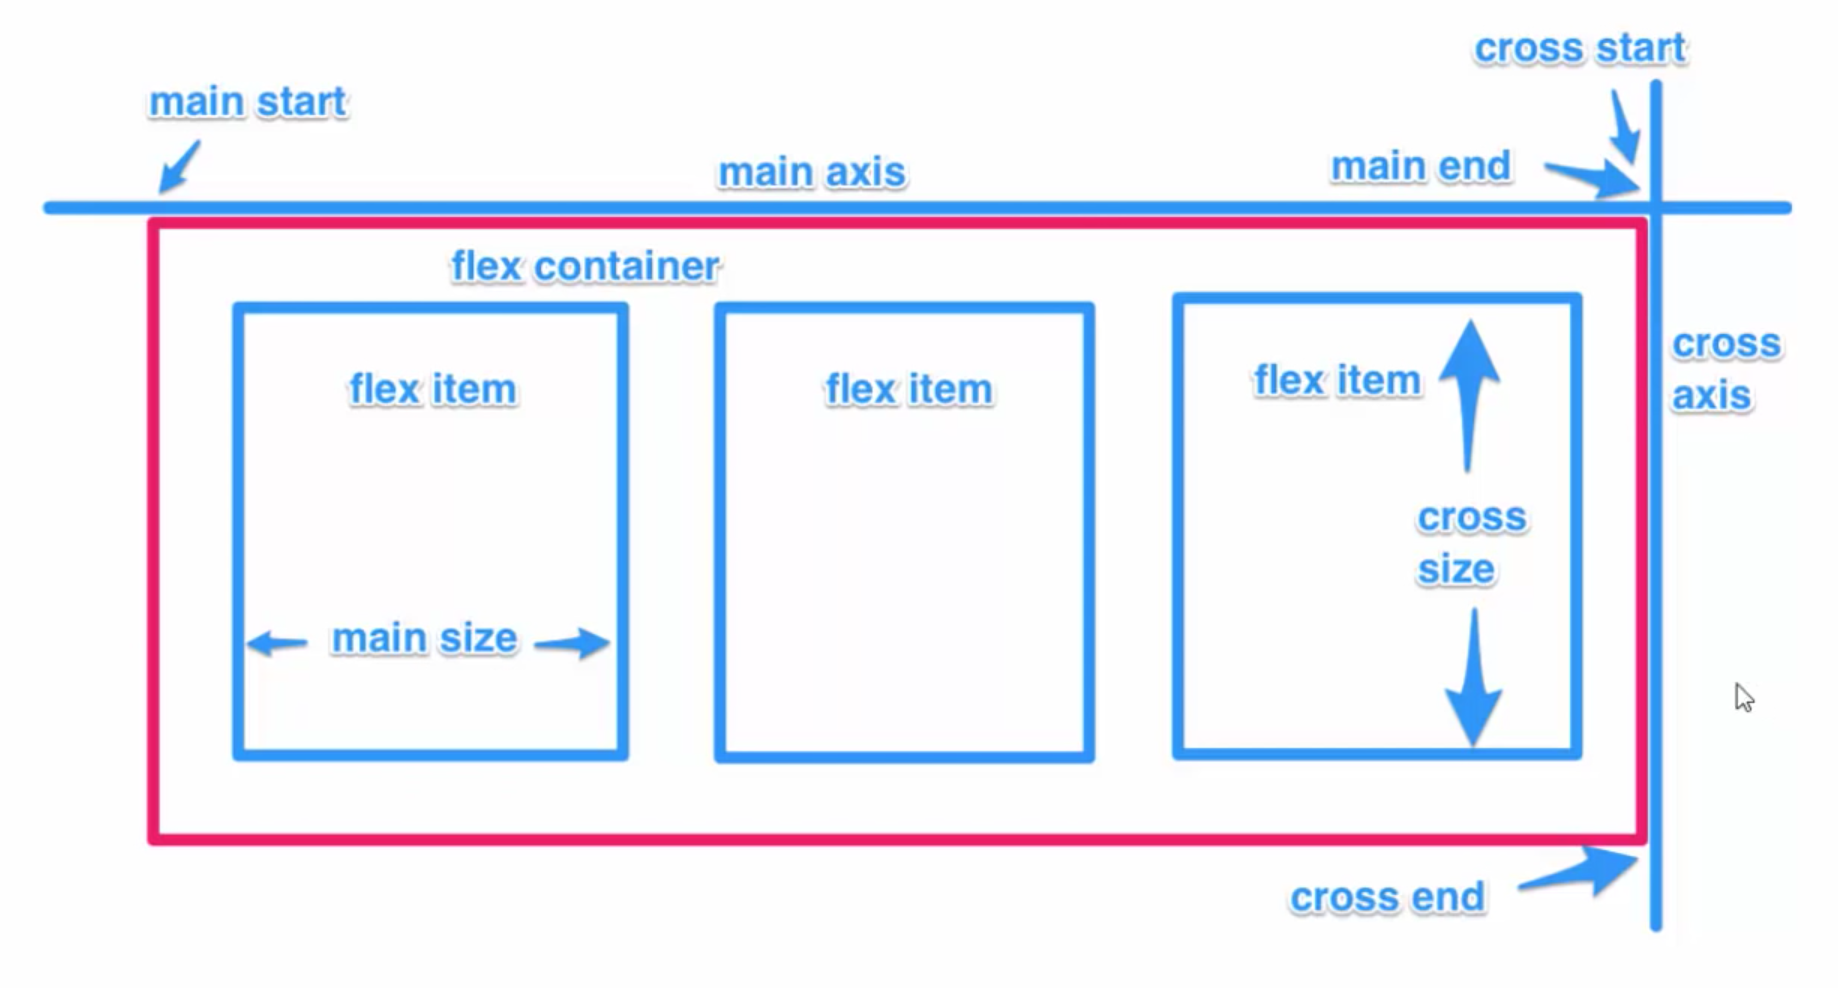 cross start
main start
main axis
main end
flex container
flex item
flex item
flex item
cross
axis
cross
size
main size
cross end